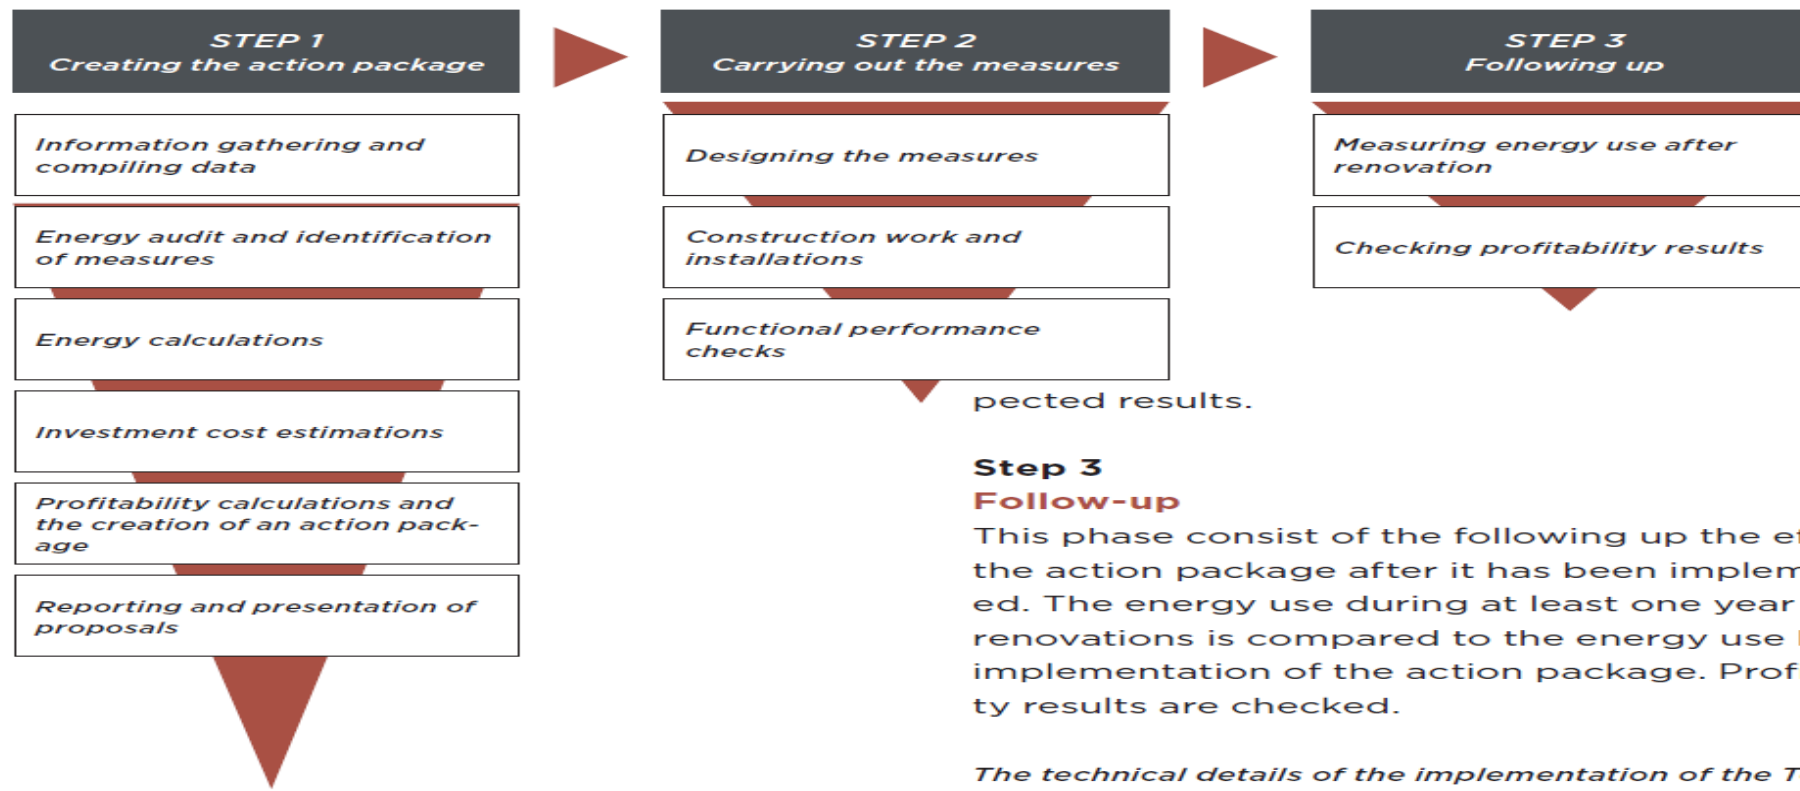 STEP 1
Creating the action package
Information gathering and
compiling data
Energy audit and identification
of measures
Energy calculations
Investment cost estimations
Profitability calculations and
the creation of an action pack-
age
Reporting and presentation of
proposals
STEP 2
Carrying out the measures
Designing the measures
Construction work and
installations
Functional performance
checks
STEP 3
Following up
Measuring energy use after
renovation
Checking profitability results
pected results.
Step 3
Follow-up
This phase consist of the following up the
the action package after it has been implem
ed. The energy use during at least one year
renovations is compared to the energy use
implementation of the action package. Prof
ty results are checked.
The technical details of the implementation of the T